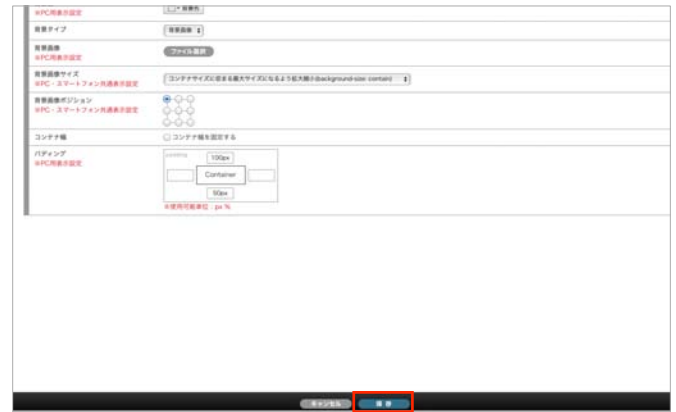 ※PC用表示設定
背景色
背景タイプ
背景画像
背景画像
※PC用表示設定
ファイル選択
背景画像サイズ
※PC・スマートフォン共通表示設定
コンテナサイズに収まる最大サイズになるよう拡大縮小(background-size: contain)
背景画像ポジション
※PC・スマートフォン共通表示設定
コンテナ幅
コンテナ幅を固定する
パディング
※PC用表示設定
100px
Container
50px
※使用可能単位：px %
キャンセル
保存